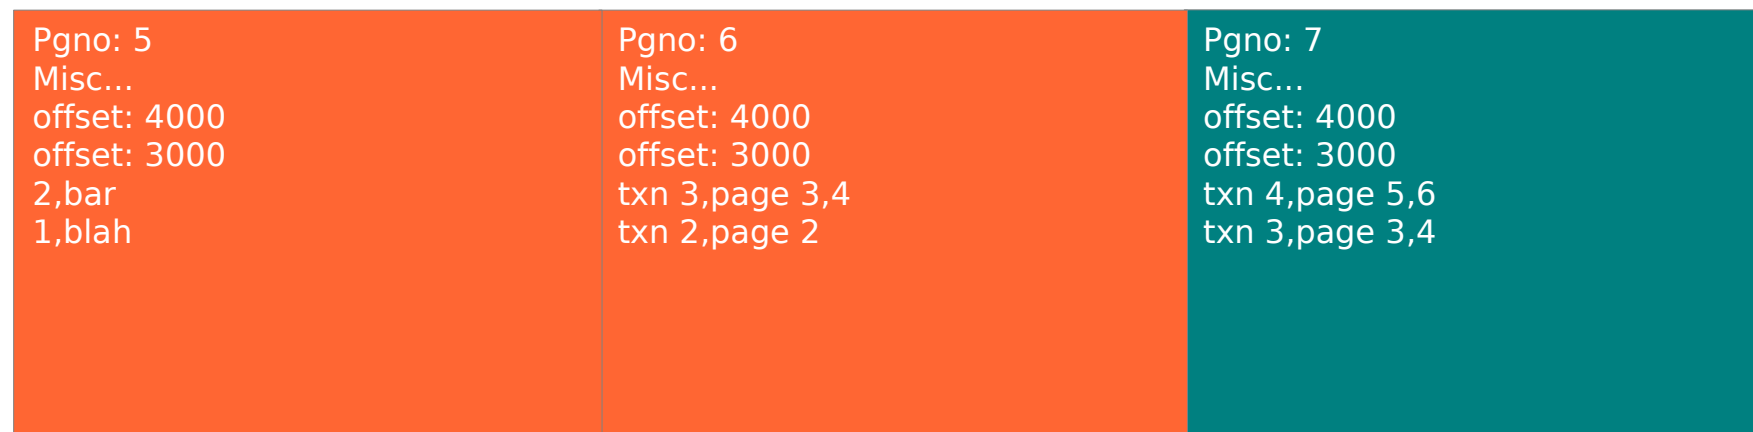 Pgno: 5
Misc...
offset: 4000
offset: 3000
2,bar
1,blah
Pgno: 6
Misc...
offset: 4000
offset: 3000
txn 3,page 3,4
txn 2,page 2
Pgno: 7
Misc...
offset: 4000
offset: 3000
txn 4,page 5,6
txn 3,page 3,4